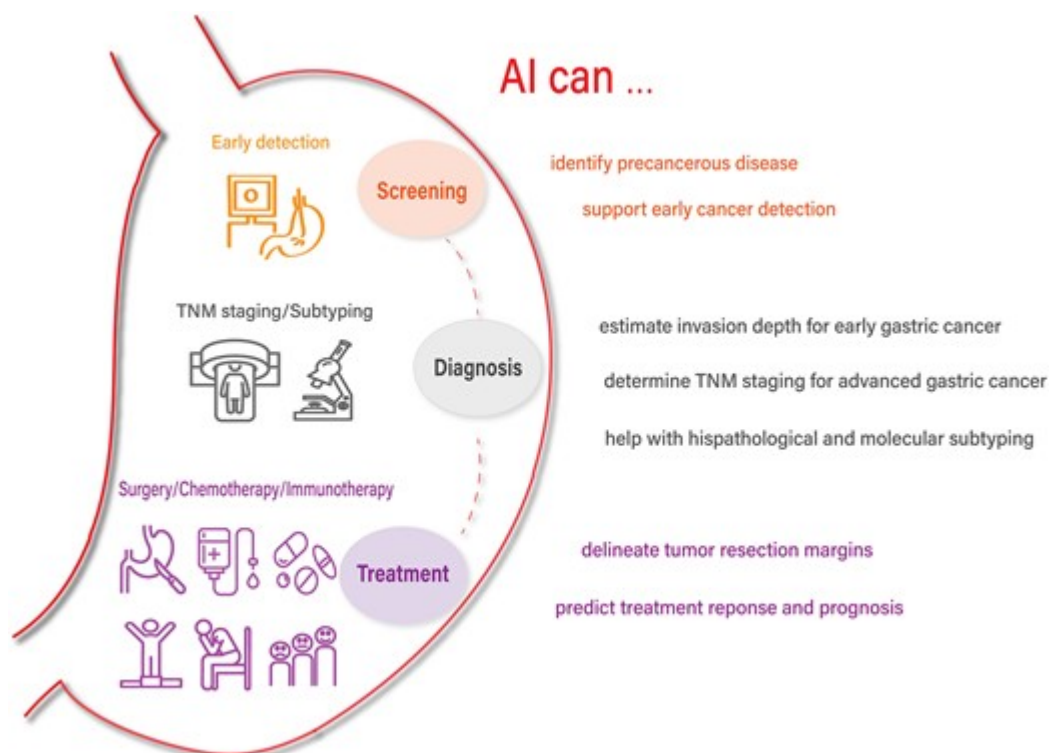 AI can ...
Early detection
Screening
identify precancerous disease
support early cancer detection
TNM staging/Subtyping
Diagnosis
estimate invasion depth for early gastric cancer
determine TNM staging for advanced gastric cancer
help with hispathological and molecular subtyping
Surgery/Chemotherapy/Immunotherapy
Treatment
delineate tumor resection margins
predict treatment reponse and prognosis